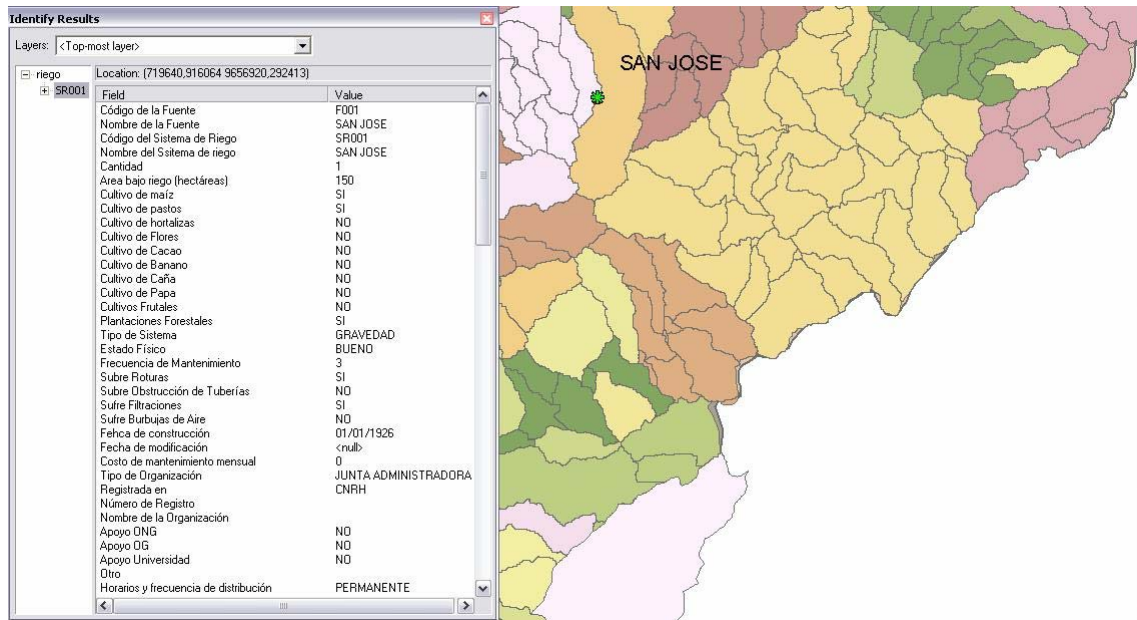 Identify Results
Layers: <Top-most layer>
riego
SR001
Location: (719640,916064 9656920,292413)
Field Value
Código de la Fuente F001
Nombre de la Fuente SAN JOSE
Código del Sistema de Riego SR001
Nombre del Ssitema de riego SAN JOSE
Cantidad 1
Area bajo riego (hectáreas) 150
Cultivo de maíz SI
Cultivo de pastos SI
Cultivo de hortalizas NO
Cultivo de Flores NO
Cultivo de Cacao NO
Cultivo de Banano NO
Cultivo de Caña NO
Cultivo de Papa NO
Cultivos Frutales NO
Plantaciones Forestales SI
Tipo de Sistema GRAVEDAD
Estado Físico BUENO
Frecuencia de Mantenimiento 3
Subre Roturas SI
Subre Obstrucción de Tuberías NO
Sufre Filtraciones SI
Sufre Burbujas de Aire NO
Fehca de construcción 01/01/1926
Fecha de modificación <null>
Costo de mantenimiento mensual 0
Tipo de Organización JUNTA ADMINISTRADORA
Registrada en CNRH
Número de Registro
Nombre de la Organización
Apoyo ONG NO
Apoyo OG NO
Apoyo Universidad NO
Otro
Horarios y frecuencia de distribución PERMANENTE
SAN JOSE